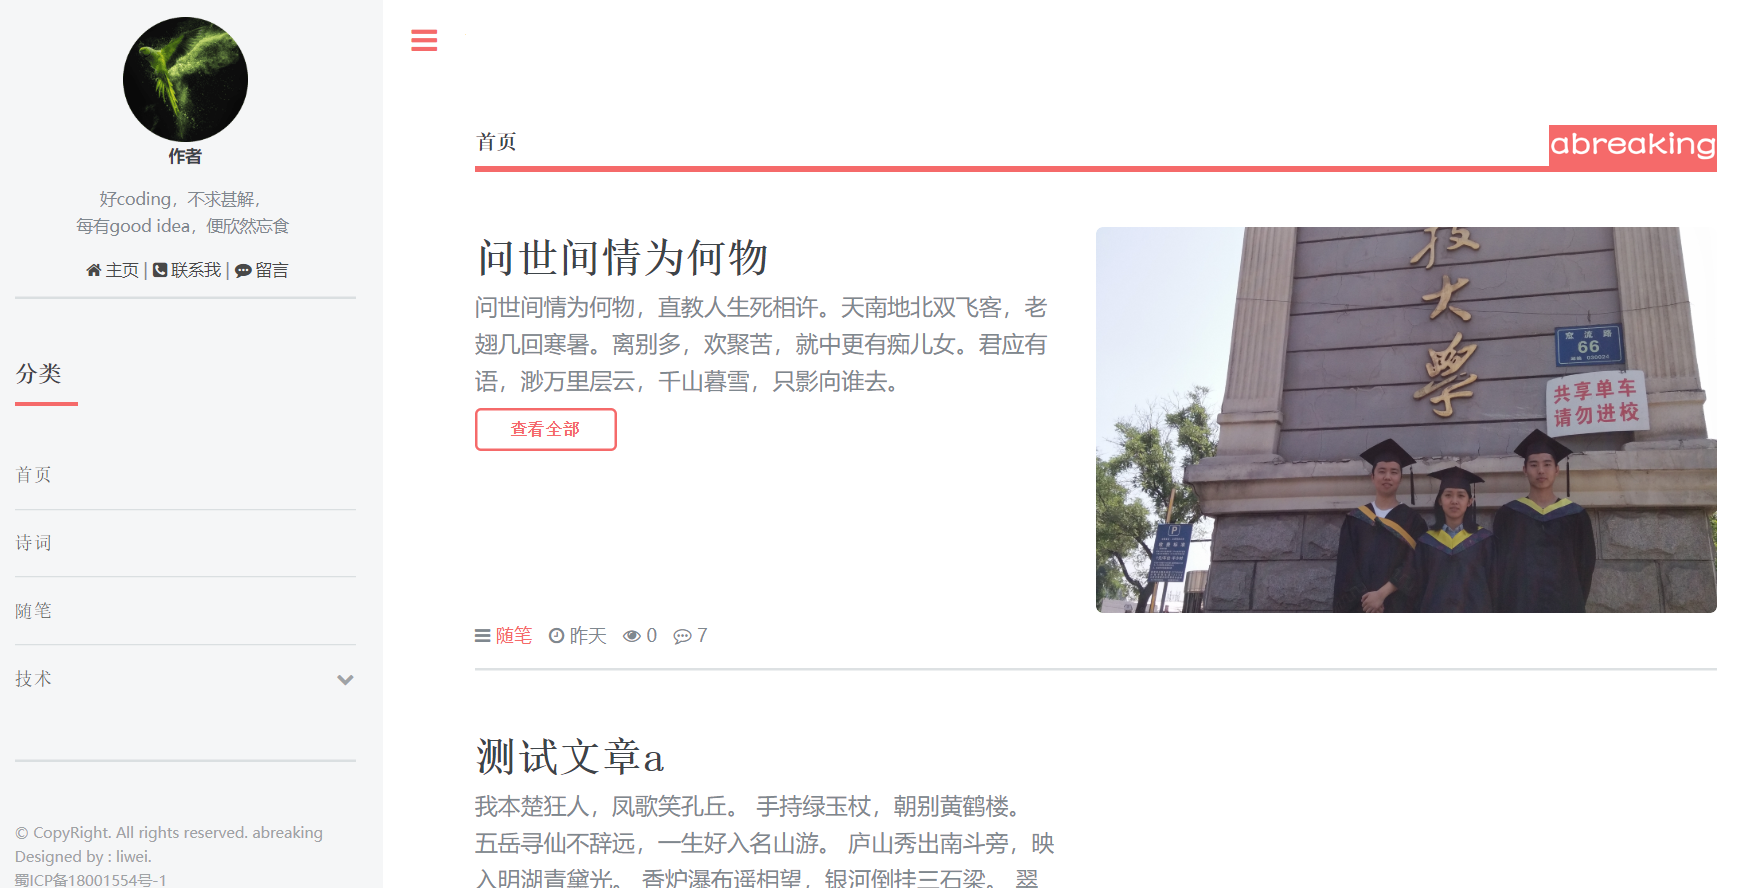 作者
好coding，不求甚解，
每有good idea，便欣然忘食
主页 | 联系我 | 留言
分类
首页
诗词
随笔
技术
© CopyRight. All rights reserved. abreaking
Designed by : liwei.
蜀ICP备18001554号-1
首页
abreaking
问世间情为何物
问世间情为何物，直教人生死相许。天南地北双飞客，老
翅几回寒暑。离别多，欢聚苦，就中更有痴儿女。君应有
语，渺万里层云，千山暮雪，只影向谁去。
查看全部
技
大
學
窊流路
66
共享单车
请勿进校
P
随笔 昨天 0 7
测试文章a
我本楚狂人，凤歌笑孔丘。 手持绿玉杖，朝别黄鹤楼。
五岳寻仙不辞远，一生好入名山游。 庐山秀出南斗旁，映
入明湖青黛光。 香炉瀑布遥相望，银河倒挂三石梁。 翠